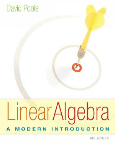 David Poole
Linear Algebra
A MODERN INTRODUCTION